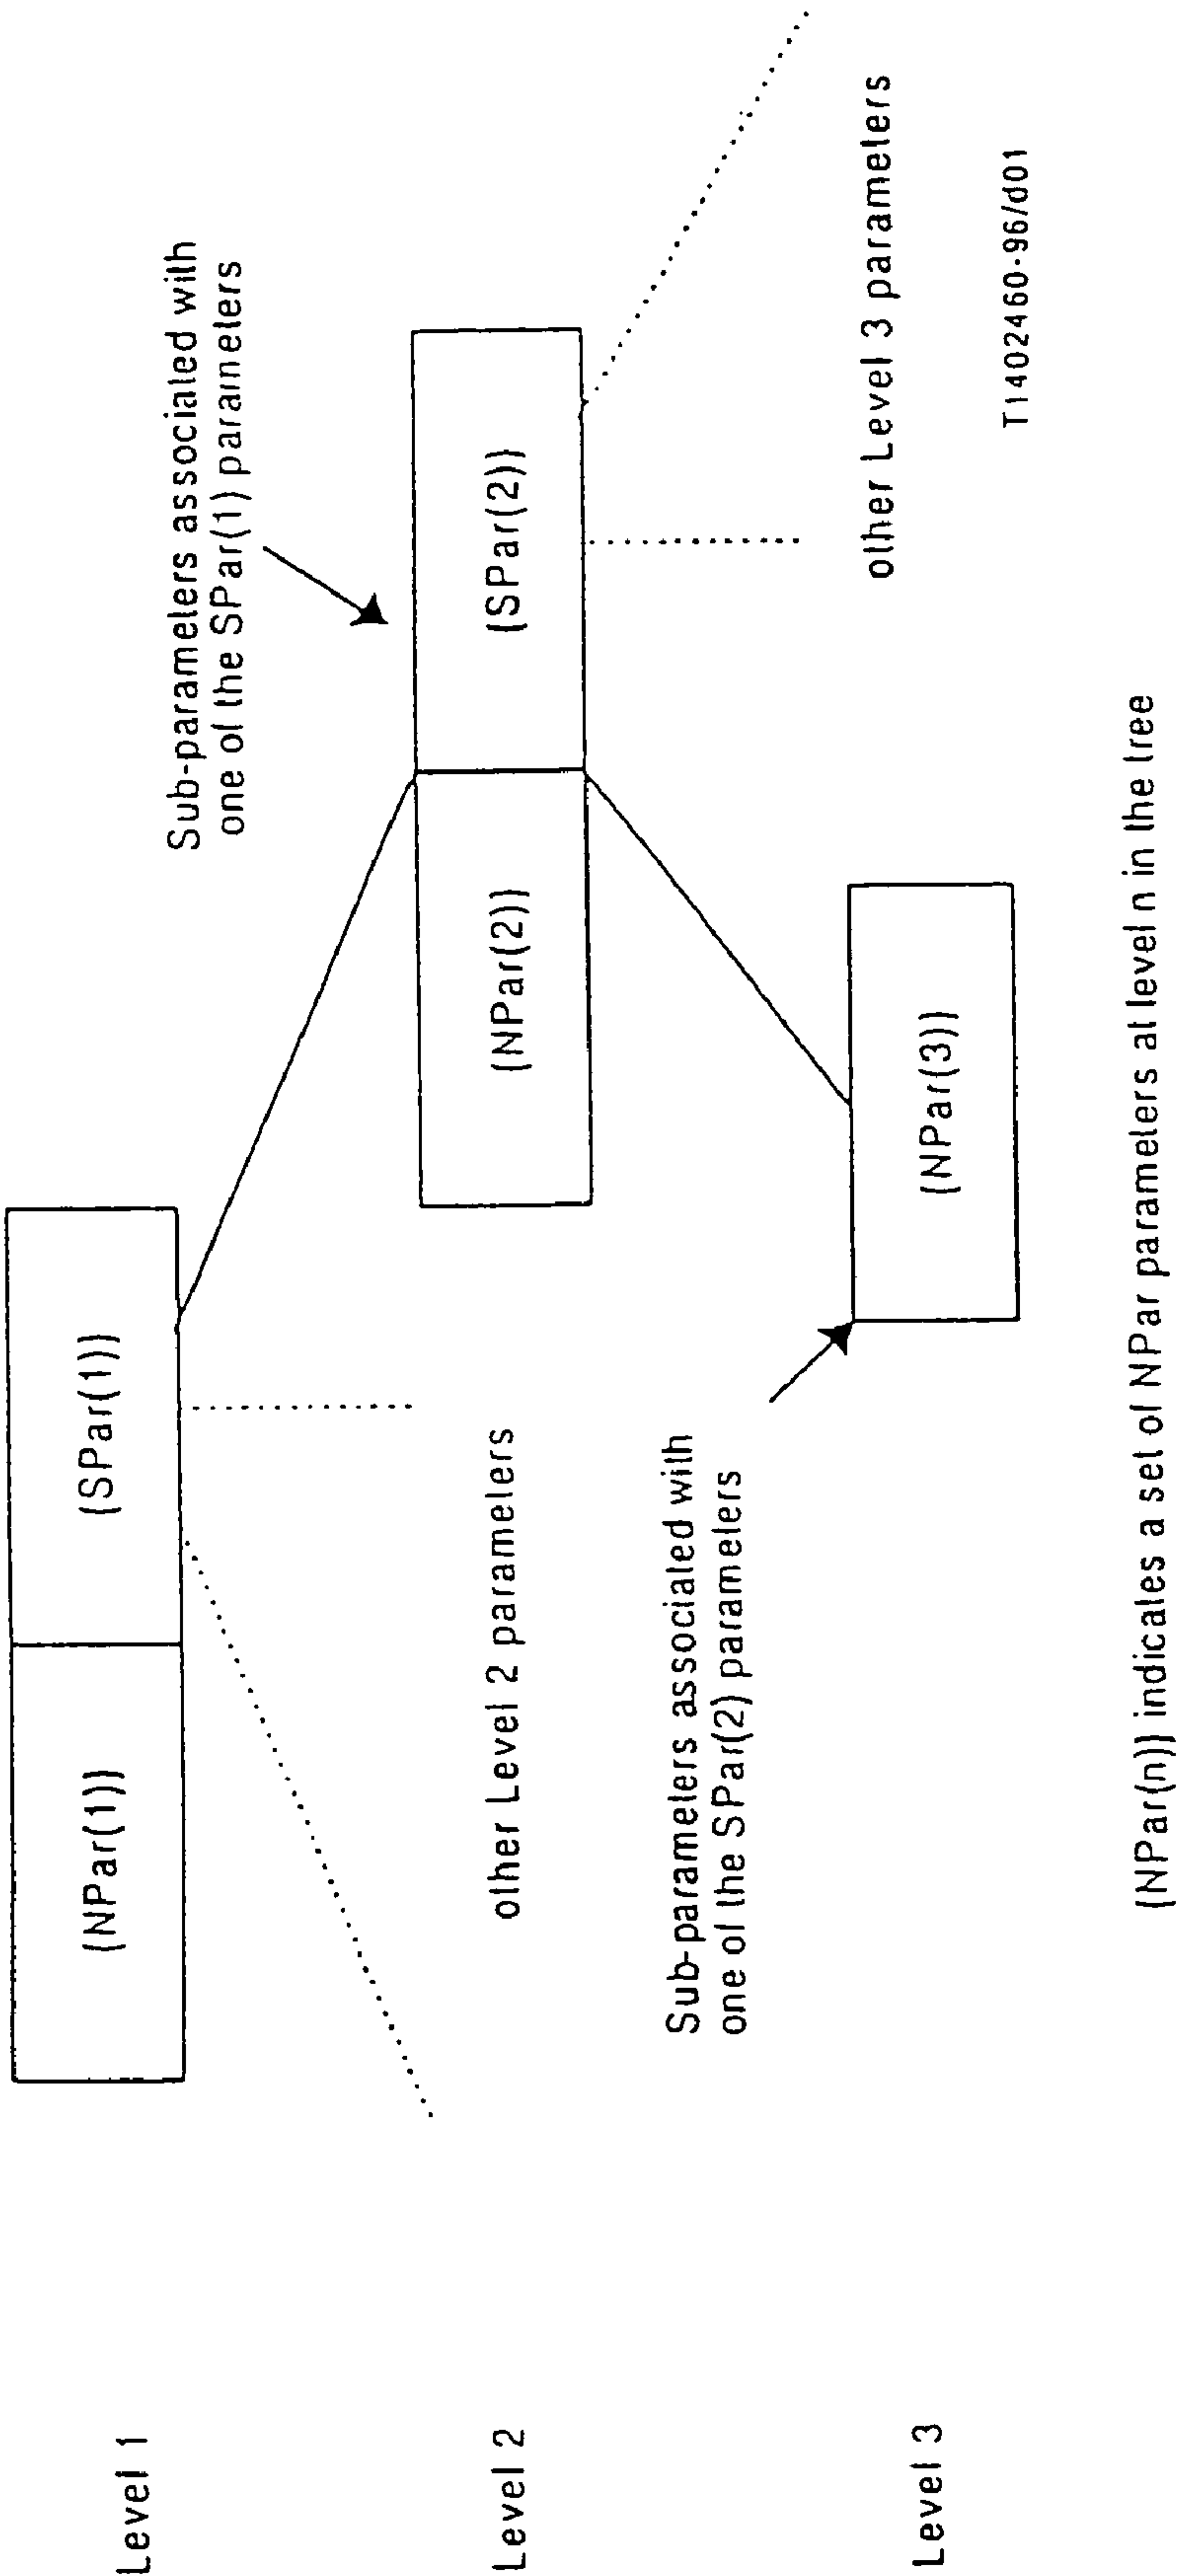 Level 1
{NPar(1)}
{SPar(1)}
Sub-parameters associated with
one of the SPar(1) parameters
Level 2
other Level 2 parameters
{NPar(2)}
{SPar(2)}
Sub-parameters associated with
one of the SPar(2) parameters
Level 3
{NPar(3)}
other Level 3 parameters
T1402460-96/d01
{NPar(n)} indicates a set of NPar parameters at level n in the tree